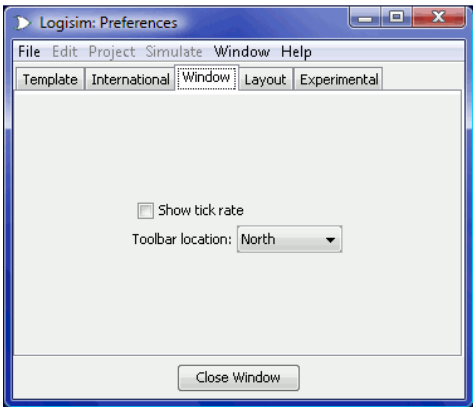 Logisim: Preferences
File Edit Project Simulate Window Help
Template International Window Layout Experimental
Show tick rate
Toolbar location: North
Close Window